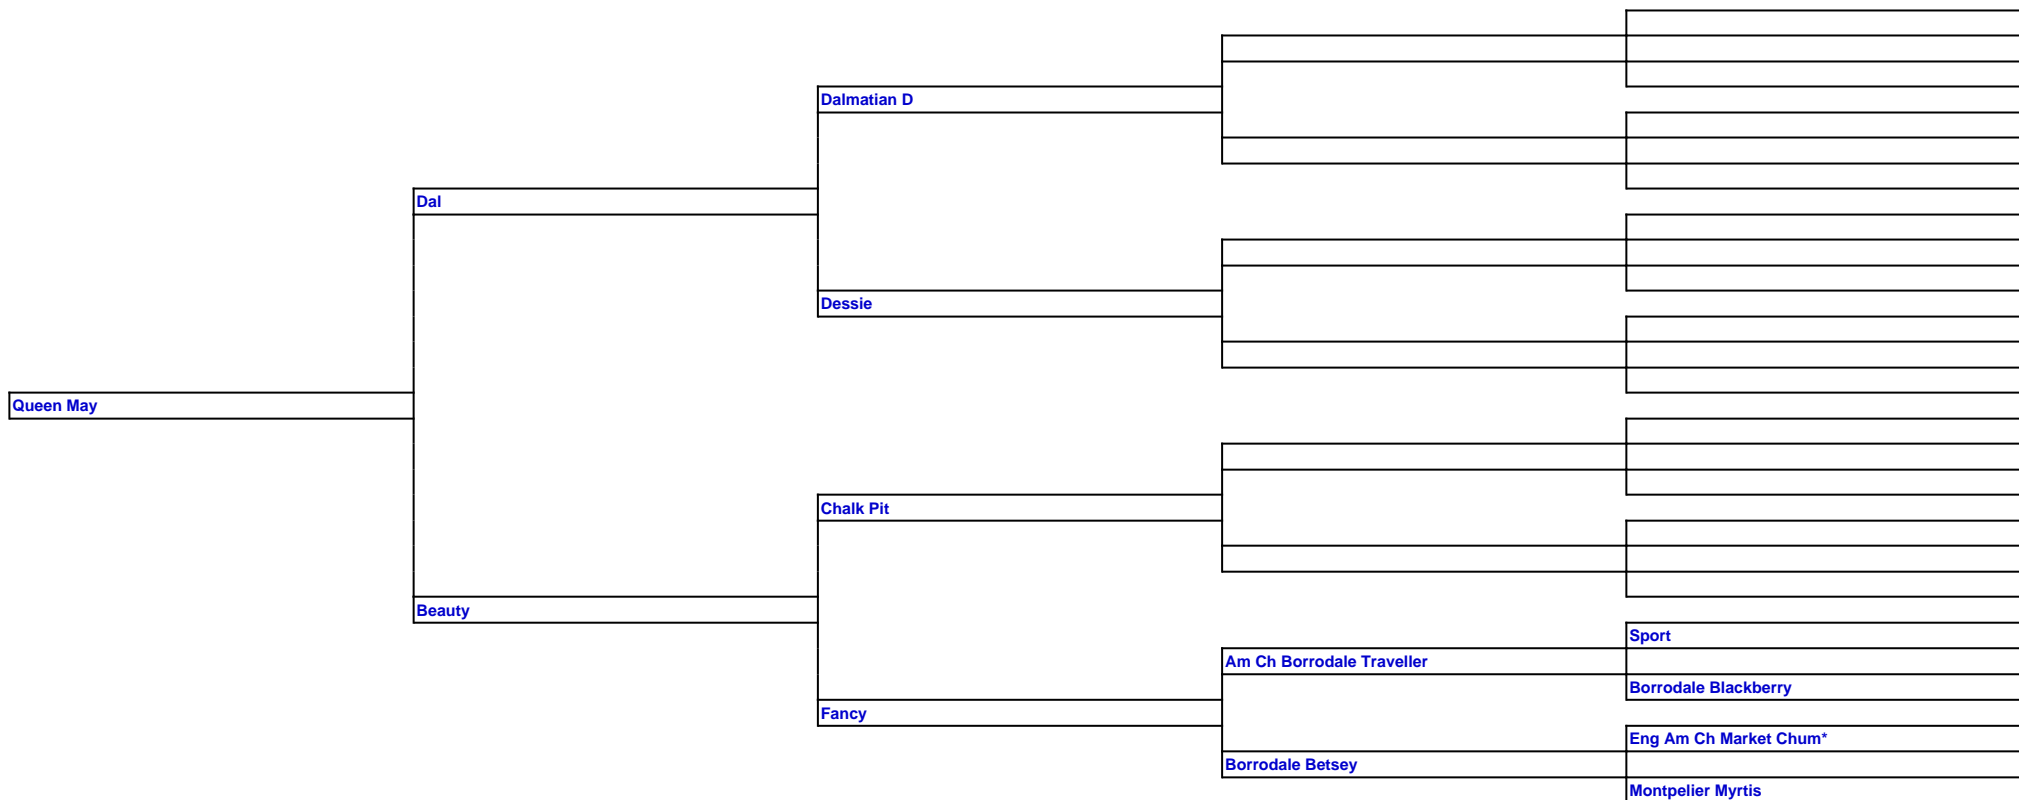 Dalmatian D
Dal
Dessie
Queen May
Chalk Pit
Beauty
Sport
Am Ch Borrodale Traveller
Borrodale Blackberry
Fancy
Eng Am Ch Market Chum*
Borrodale Betsey
Montpelier Myrtis